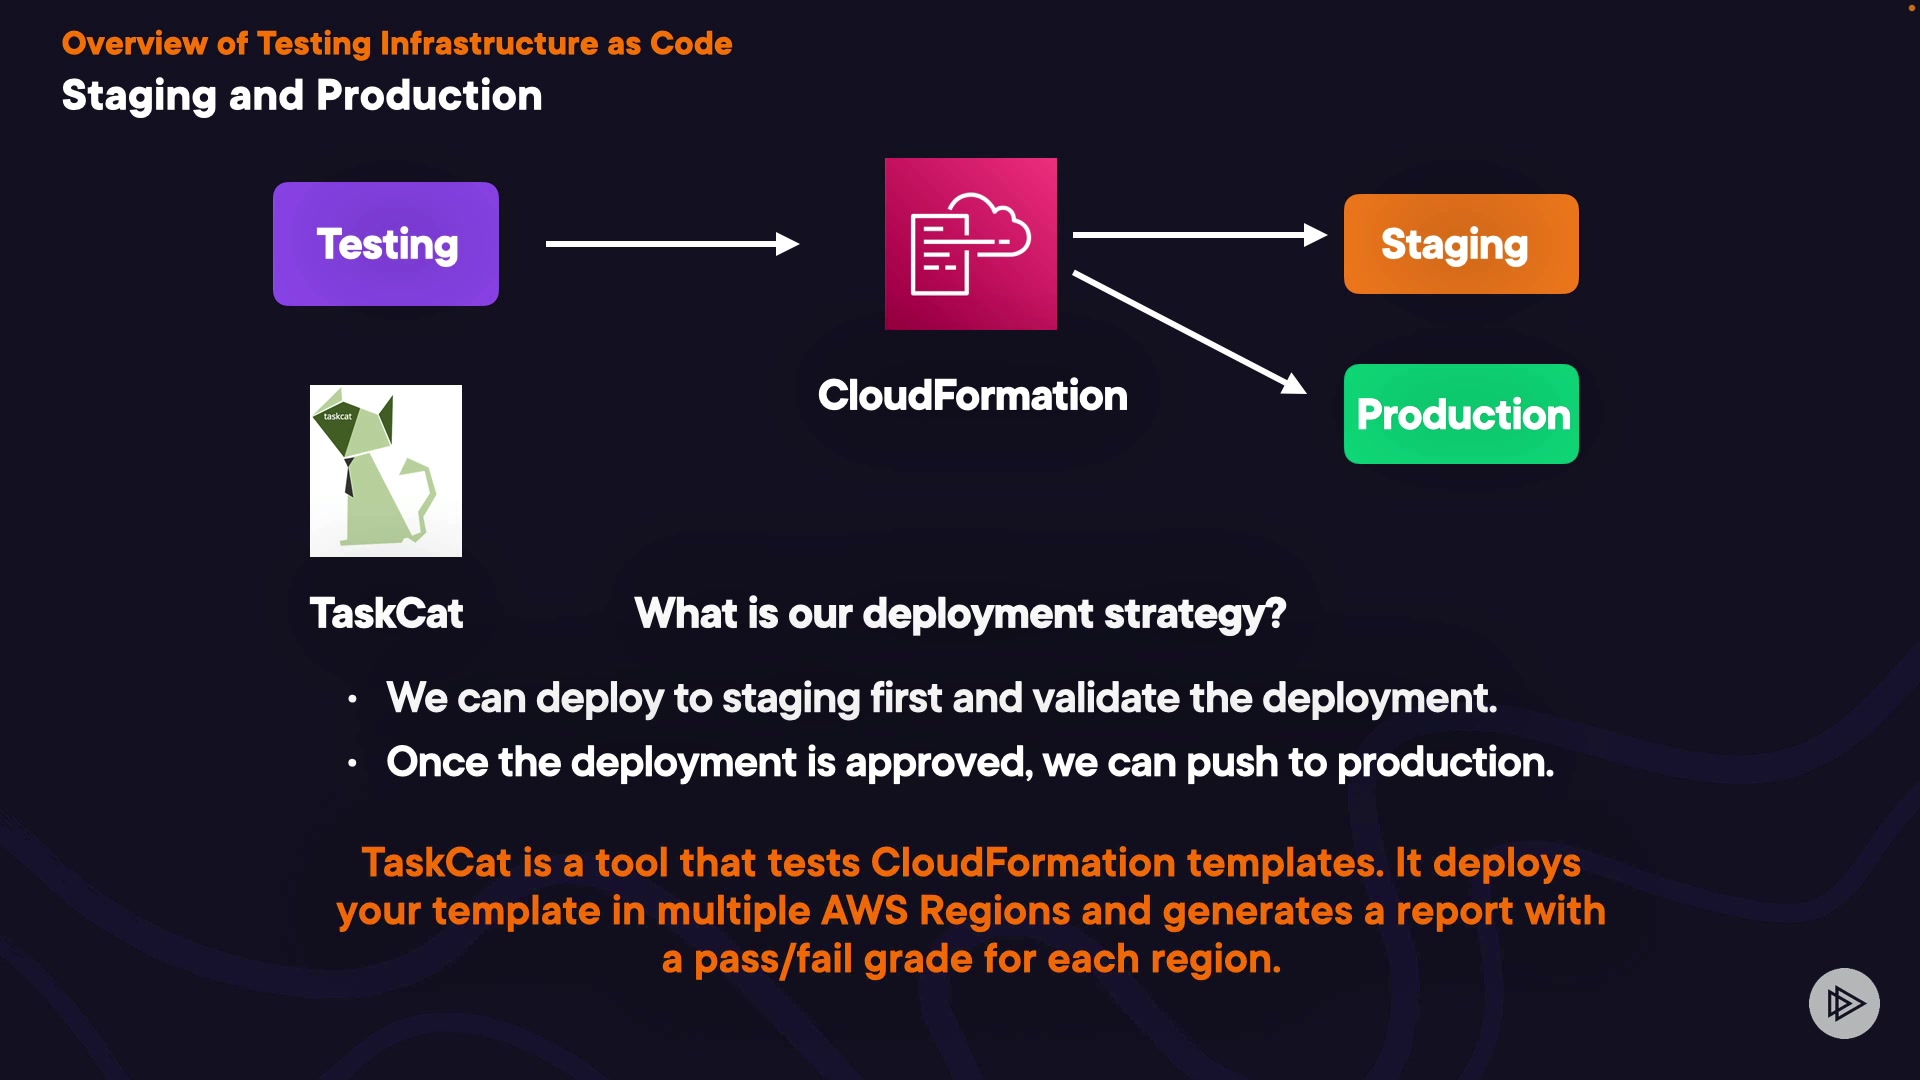 Overview of Testing Infrastructure as Code
Staging and Production
Testing
Staging
CloudFormation
Production
taskcat
TaskCat
What is our deployment strategy?
· We can deploy to staging first and validate the deployment.
· Once the deployment is approved, we can push to production.
TaskCat is a tool that tests CloudFormation templates. It deploys
your template in multiple AWS Regions and generates a report with
a pass/fail grade for each region.